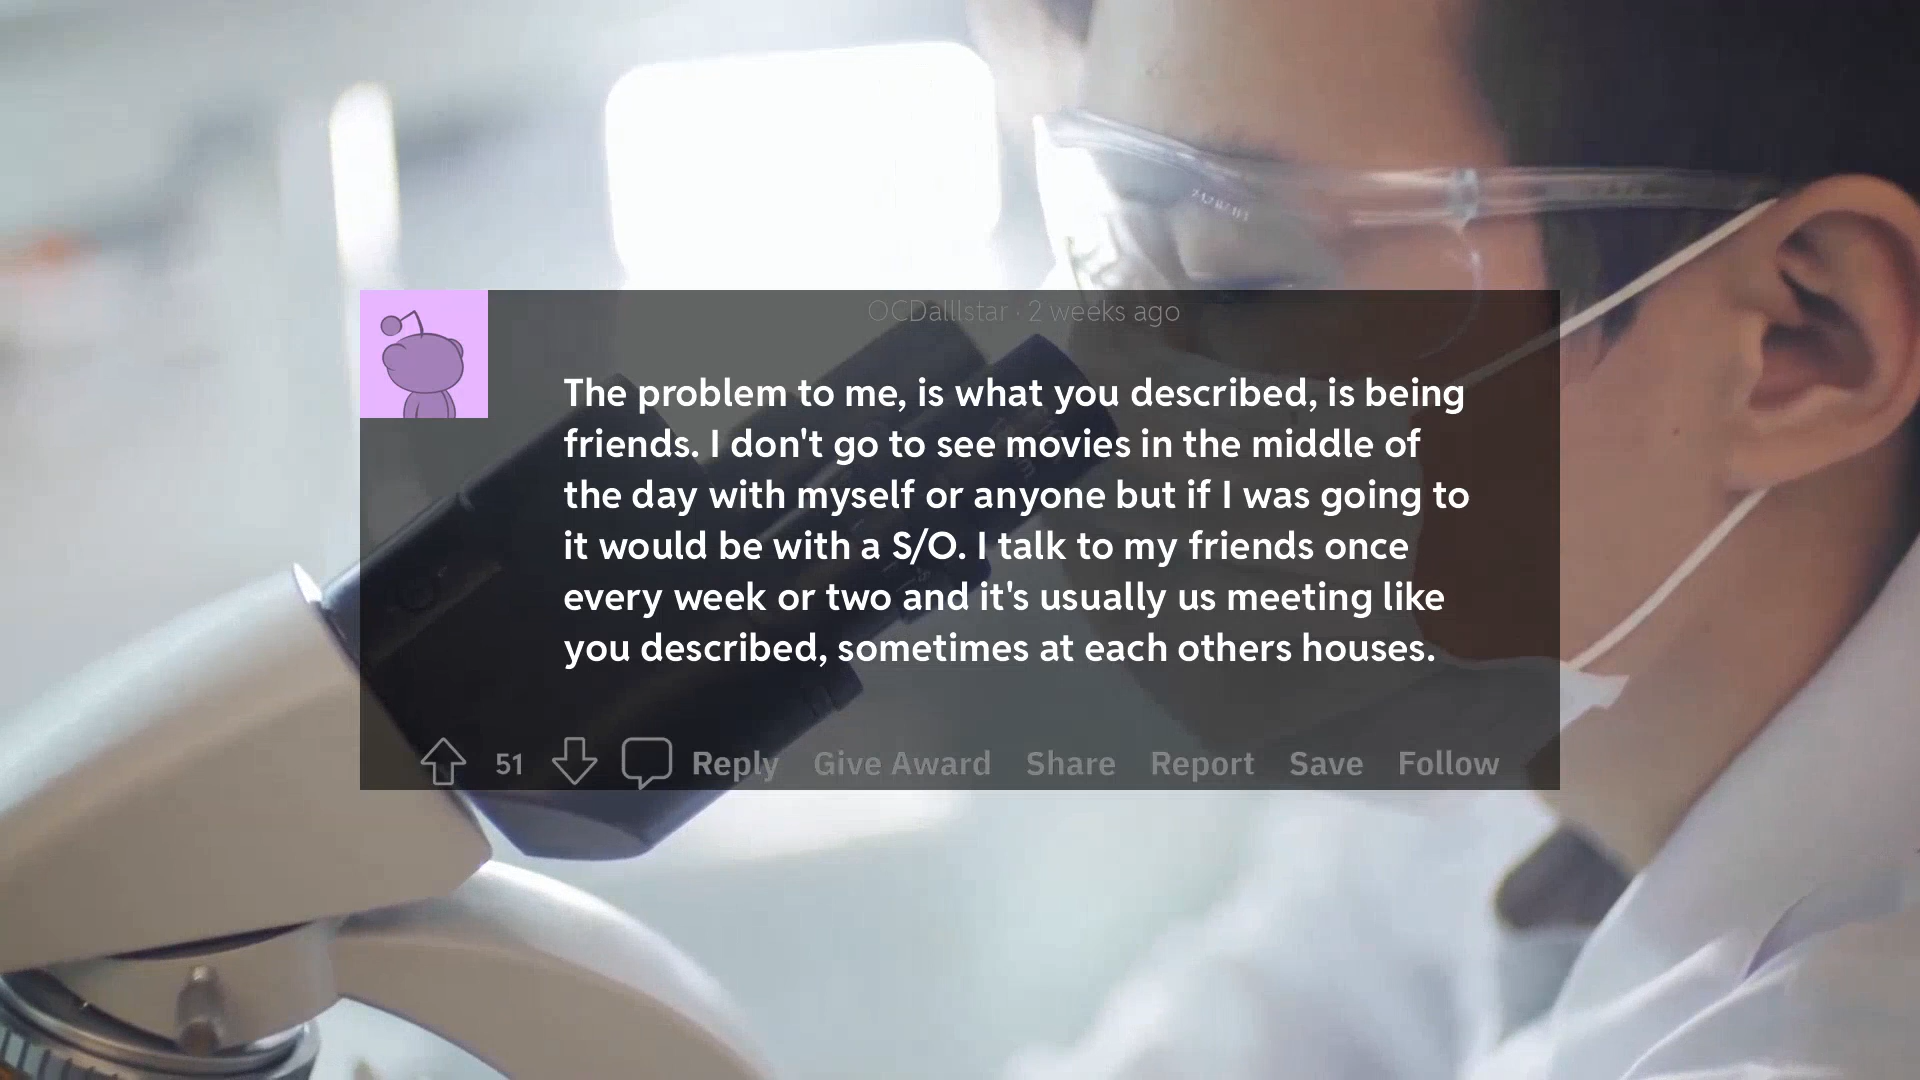 OCDalllstar · 2 weeks ago
The problem to me, is what you described, is being
friends. I don't go to see movies in the middle of
the day with myself or anyone but if I was going to
it would be with a S/O. I talk to my friends once
every week or two and it's usually us meeting like
you described, sometimes at each others houses.
51 Reply Give Award Share Report Save Follow